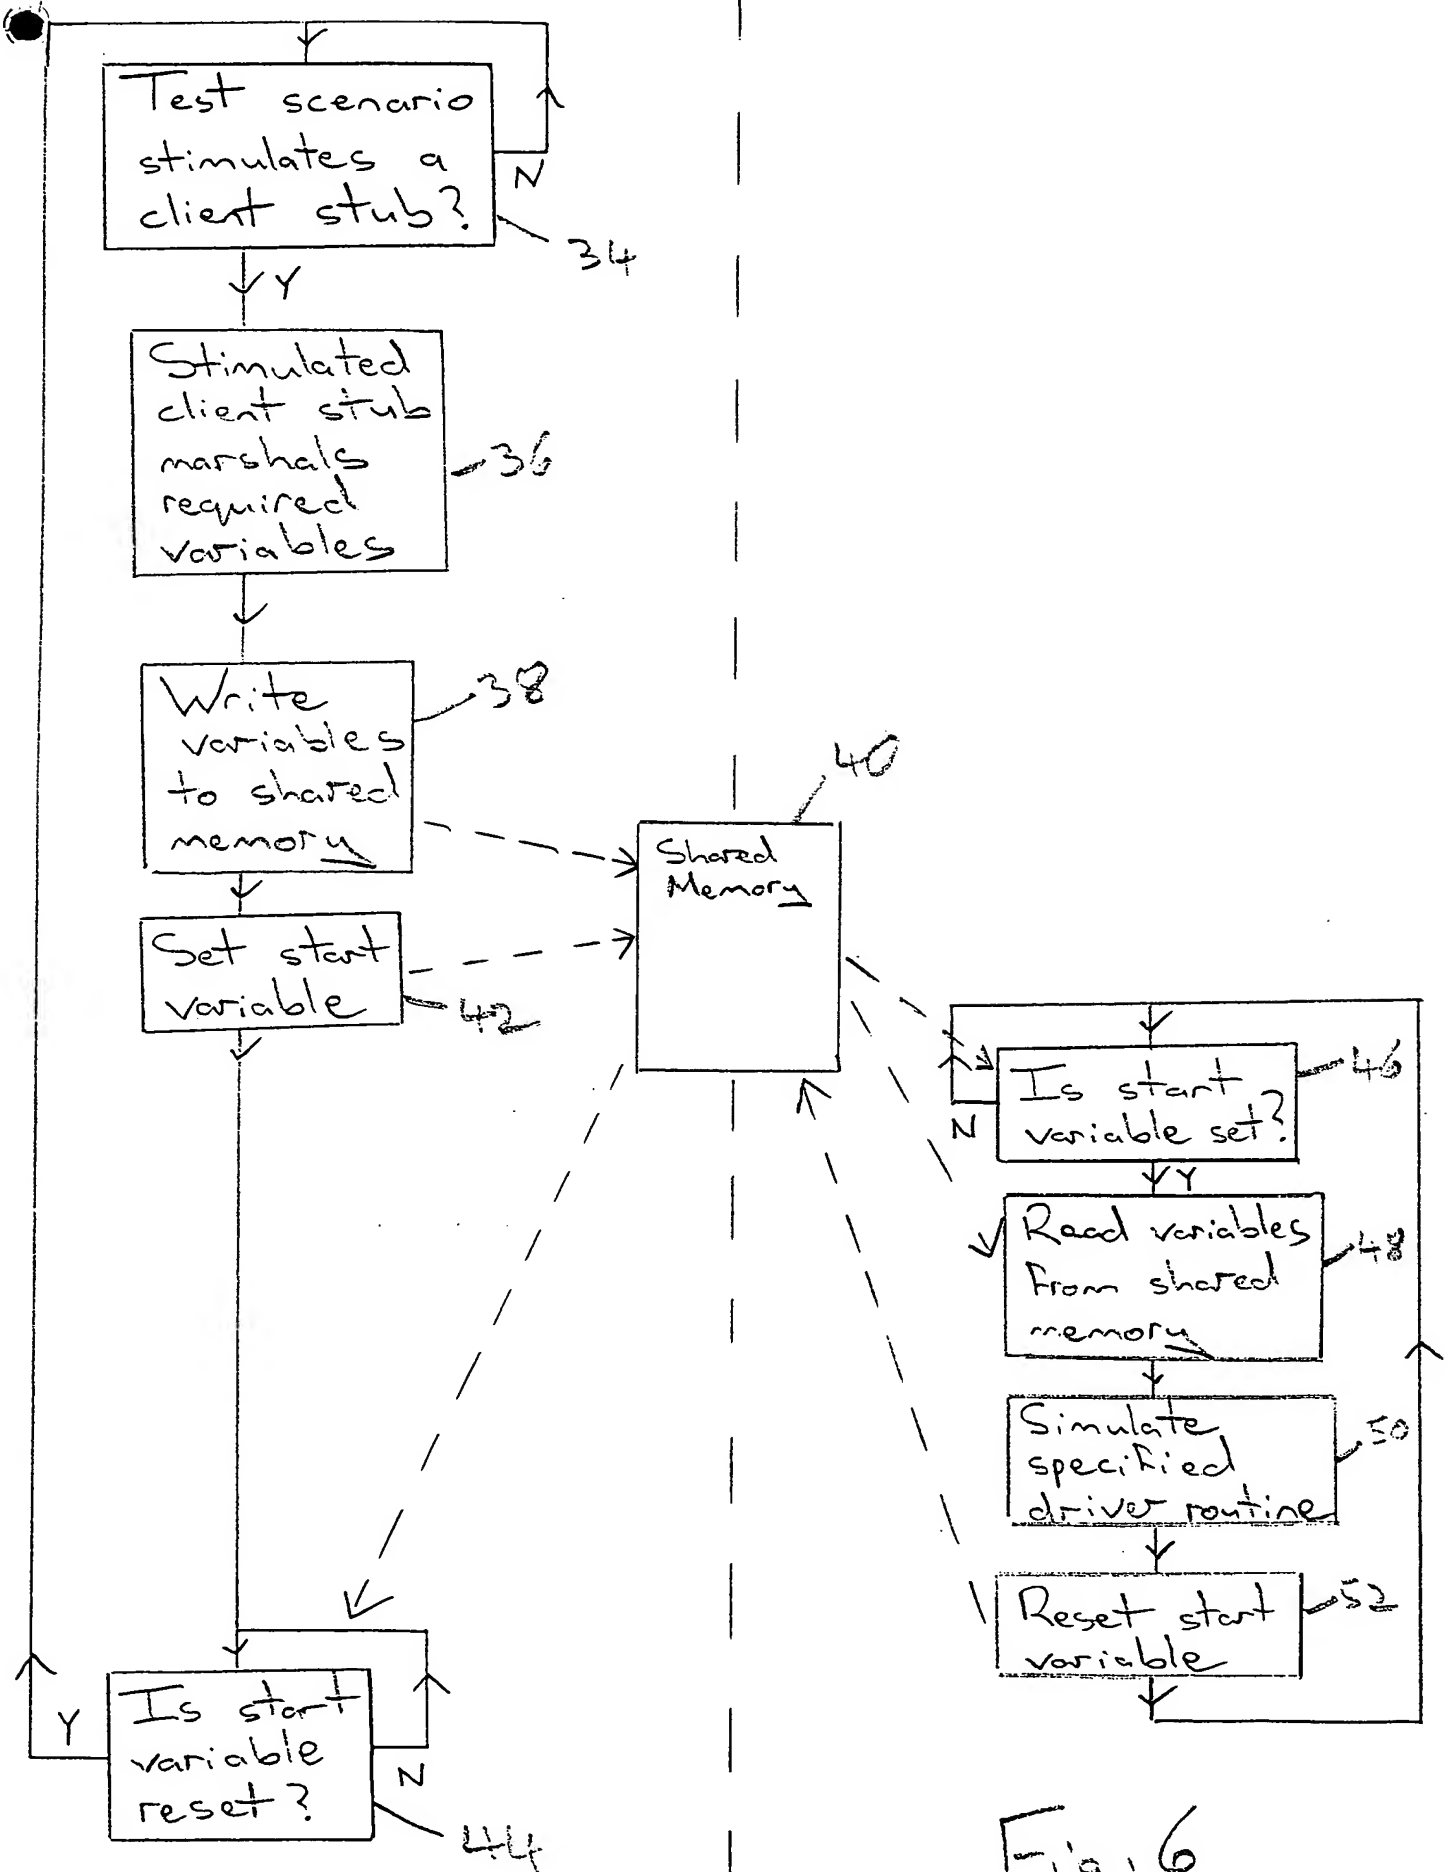 Test scenario
stimulates a
client stub?
N
34
Y
Stimulated
client stub
marshals
required
variables
36
Write
variables
to shared
memory
38
Set start
variable
42
Shared
Memory
40
Is start
variable
reset?
Y
N
44
Is start
variable set?
46
N
Y
Read variables
from shared
memory
48
Simulate
specified
driver routine
50
Reset start
variable
52
Fig. 6